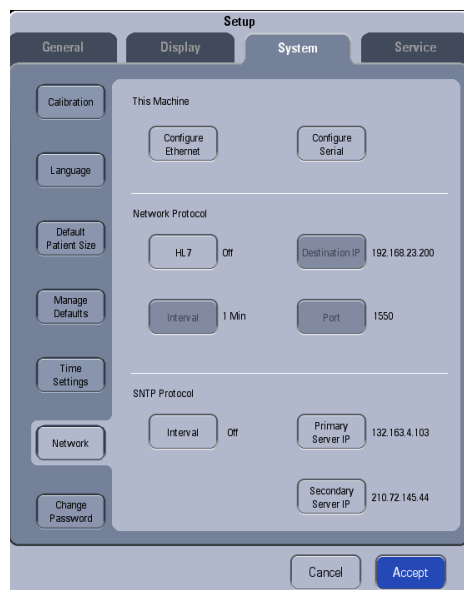 Setup
General Display System Service
Calibration
Language
Default
Patient Size
Manage
Defaults
Time
Settings
Network
Change
Password
This Machine
Configure
Ethernet
Configure
Serial
Network Protocol
HL7 Off
Destination IP 192.168.23.200
Interval 1 Min
Port 1550
SNTP Protocol
Interval Off
Primary
Server IP 132.163.4.103
Secondary
Server IP 210.72.145.44
Cancel Accept